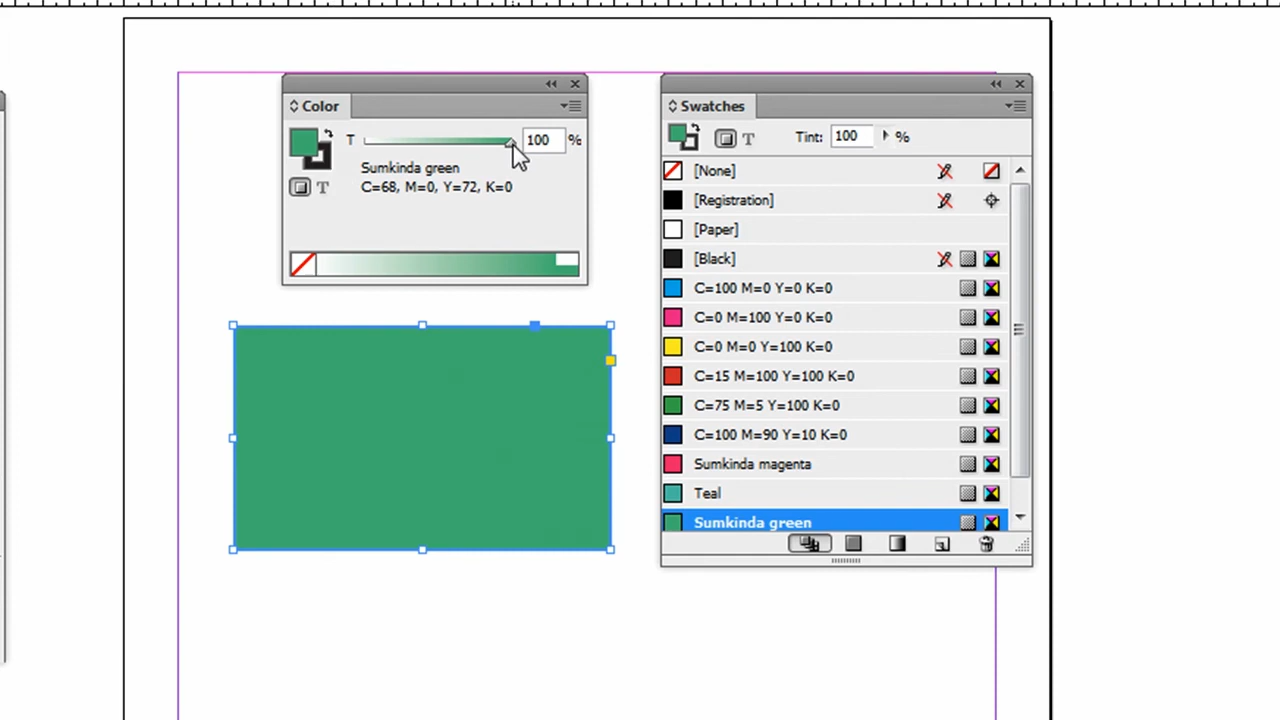 Color
T 100 %
Sumkinda green
C=68, M=0, Y=72, K=0
T
Swatches
T Tint: 100 %
[None]
[Registration]
[Paper]
[Black]
C=100 M=0 Y=0 K=0
C=0 M=100 Y=0 K=0
C=0 M=0 Y=100 K=0
C=15 M=100 Y=100 K=0
C=75 M=5 Y=100 K=0
C=100 M=90 Y=10 K=0
Sumkinda magenta
Teal
Sumkinda green